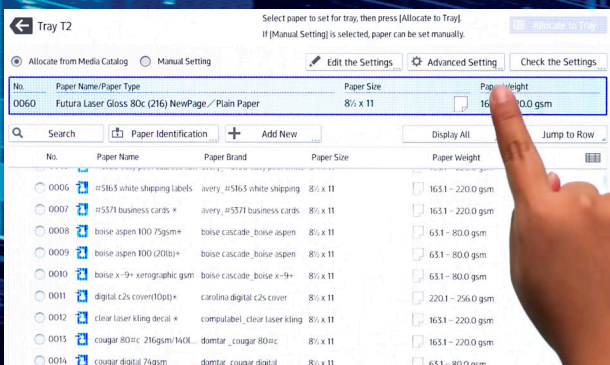 Tray T2
Select paper to set for tray, then press [Allocate to Tray].
If [Manual Setting] is selected, paper can be set manually.
Allocate to Tray
Allocate from Media Catalog Manual Setting
Edit the Settings Advanced Setting Check the Settings
No. Paper Name/Paper Type Paper Size Paper Weight
0060 Futura Laser Gloss 80c (216) NewPage/Plain Paper 8½ x 11 220.0 gsm
Search Paper Identification Add New Display All Jump to Row
No. Paper Name Paper Brand Paper Size Paper Weight
0006 #5163 white shipping labels avery_#5163 white shipping 8½ x 11 163.1 – 220.0 gsm
0007 #5371 business cards * avery_#5371 business cards 8½ x 11 163.1 – 220.0 gsm
0008 boise aspen 100 75gsm+ boise cascade_boise aspen 8½ x 11 63.1 – 80.0 gsm
0009 boise aspen 100 (20lb)+ boise cascade_boise aspen 8½ x 11 63.1 – 80.0 gsm
0010 boise x-9+ xerographic gsm boise cascade_boise x-9+ 8½ x 11 63.1 – 80.0 gsm
0011 digital c2s cover(10pt)* carolina digital c2s cover 8½ x 11 220.1 – 256.0 gsm
0012 clear laser kling decal * compulabel_clear laser kling 8½ x 11 163.1 – 220.0 gsm
0013 cougar 80#c 216gsm/140l... domtar _cougar 80#c 8½ x 11 163.1 – 220.0 gsm
0014 cougar digital 74gsm domtar_cougar digital 8½ x 11 63.1 – 80.0 gsm